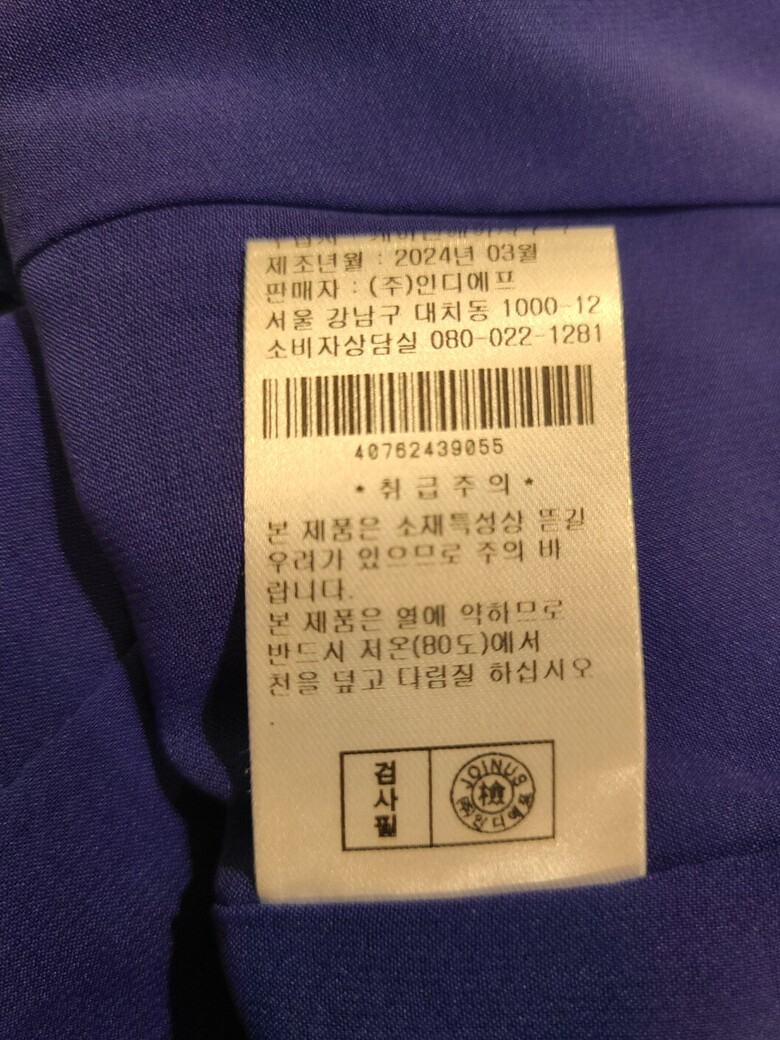 제조년월 : 2024년 03월
판매자 : (주)인디에프
서울 강남구 대치동 1000-12
소비자상담실 080-022-1281
40762439055
* 취 급 주 의 *
본 제품은 소재특성상 뜯길
우려가 있으므로 주의 바
랍니다.
본 제품은 열에 약하므로
반드시 저온(80도)에서
천을 덮고 다림질 하십시오
.
검사필
JOINUS
檢
㈜인디에프